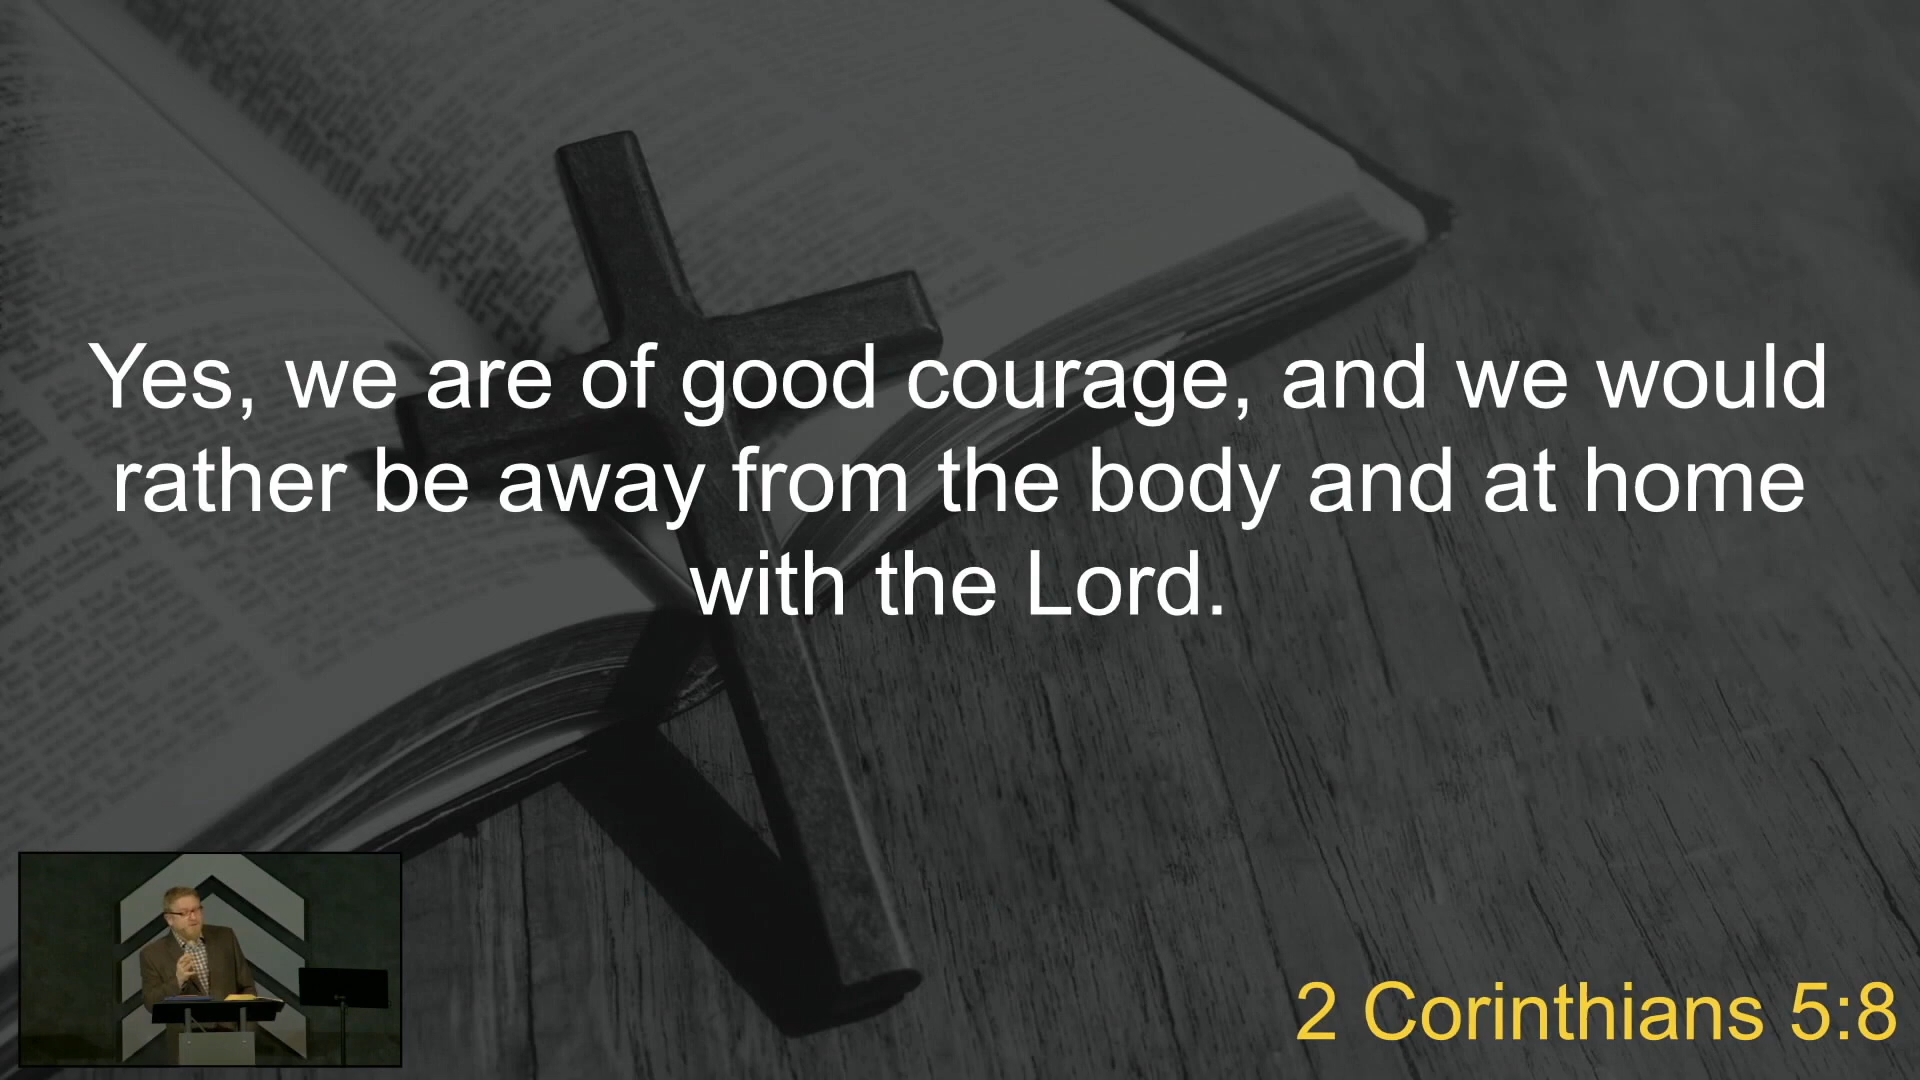 Yes, we are of good courage, and we would
rather be away from the body and at home
with the Lord.
2 Corinthians 5:8